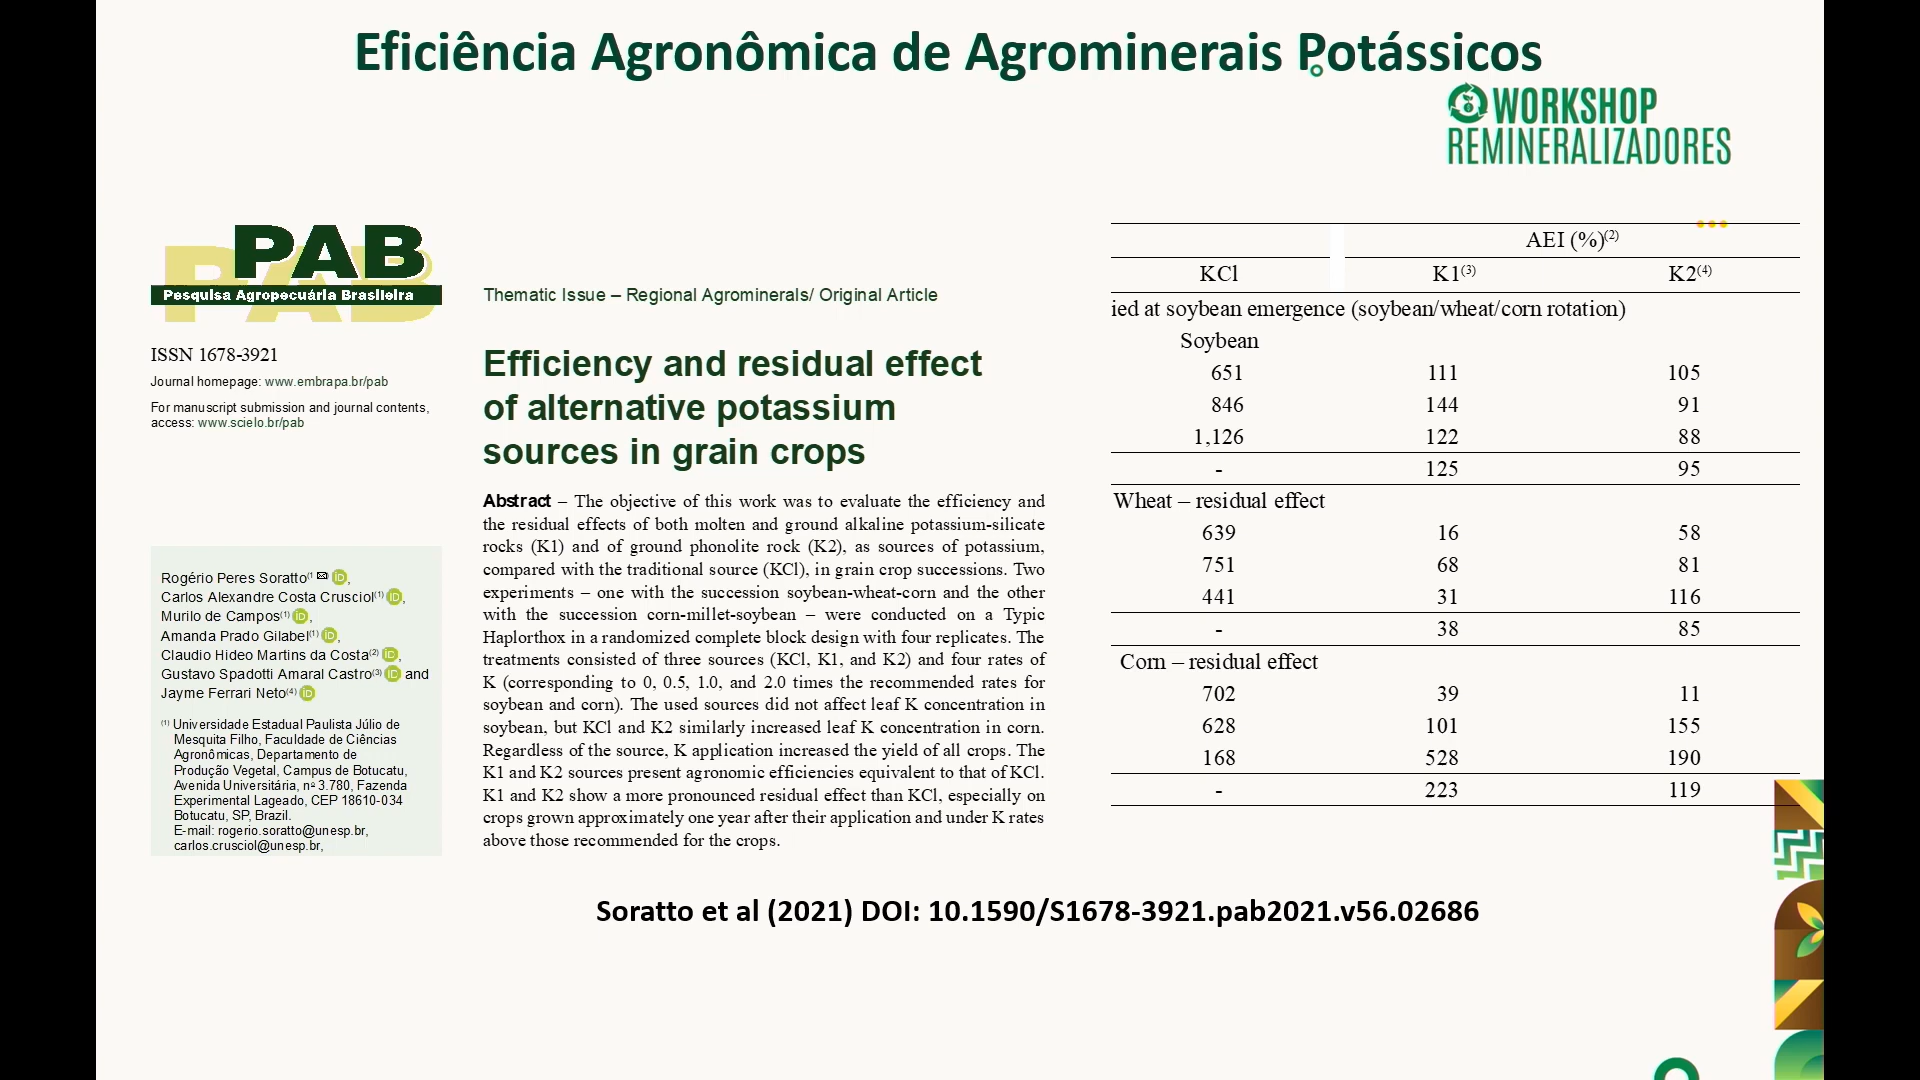 Eficiência Agronômica de Agrominerais Potássicos
WORKSHOP
REMINERALIZADORES
PAB
Pesquisa Agropecuária Brasileira
ISSN 1678-3921
Journal homepage: www.embrapa.br/pab
For manuscript submission and journal contents,
access: www.scielo.br/pab
Rogério Peres Soratto(1 ✉ iD,
Carlos Alexandre Costa Crusciol(1) iD,
Murilo de Campos(1) iD,
Amanda Prado Gilabel(1) iD,
Claudio Hideo Martins da Costa(2) iD,
Gustavo Spadotti Amaral Castro(3) iD and
Jayme Ferrari Neto(4) iD
(1) Universidade Estadual Paulista Júlio de
Mesquita Filho, Faculdade de Ciências
Agronômicas, Departamento de
Produção Vegetal, Campus de Botucatu,
Avenida Universitária, nº 3.780, Fazenda
Experimental Lageado, CEP 18610-034
Botucatu, SP, Brazil.
E-mail: rogerio.soratto@unesp.br,
carlos.crusciol@unesp.br,
Thematic Issue – Regional Agrominerals/ Original Article
Efficiency and residual effect
of alternative potassium
sources in grain crops
Abstract – The objective of this work was to evaluate the efficiency and
the residual effects of both molten and ground alkaline potassium-silicate
rocks (K1) and of ground phonolite rock (K2), as sources of potassium,
compared with the traditional source (KCl), in grain crop successions. Two
experiments – one with the succession soybean-wheat-corn and the other
with the succession corn-millet-soybean – were conducted on a Typic
Haplorthox in a randomized complete block design with four replicates. The
treatments consisted of three sources (KCl, K1, and K2) and four rates of
K (corresponding to 0, 0.5, 1.0, and 2.0 times the recommended rates for
soybean and corn). The used sources did not affect leaf K concentration in
soybean, but KCl and K2 similarly increased leaf K concentration in corn.
Regardless of the source, K application increased the yield of all crops. The
K1 and K2 sources present agronomic efficiencies equivalent to that of KCl.
K1 and K2 show a more pronounced residual effect than KCl, especially on
crops grown approximately one year after their application and under K rates
above those recommended for the crops.
AEI (%)(2)
KCl K1(3) K2(4)
ied at soybean emergence (soybean/wheat/corn rotation)
Soybean
651 111 105
846 144 91
1,126 122 88
- 125 95
Wheat – residual effect
639 16 58
751 68 81
441 31 116
- 38 85
Corn – residual effect
702 39 11
628 101 155
168 528 190
- 223 119
Soratto et al (2021) DOI: 10.1590/S1678-3921.pab2021.v56.02686